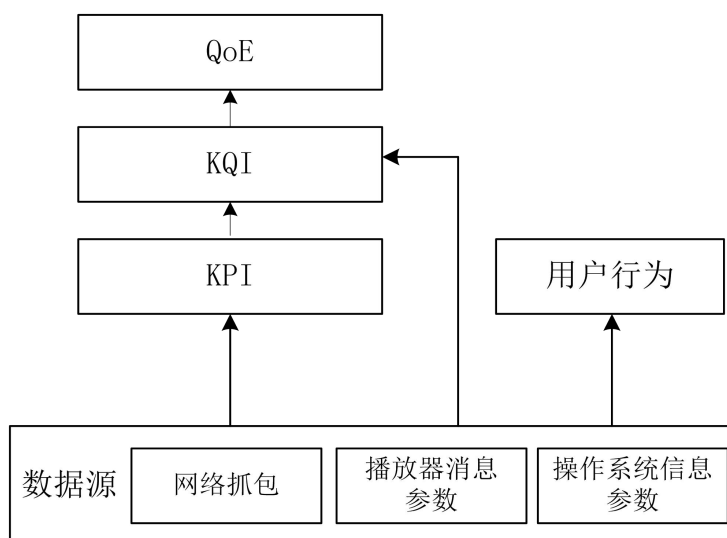 QoE
KQI
KPI
用户行为
数据源
网络抓包
播放器消息
参数
操作系统信息
参数